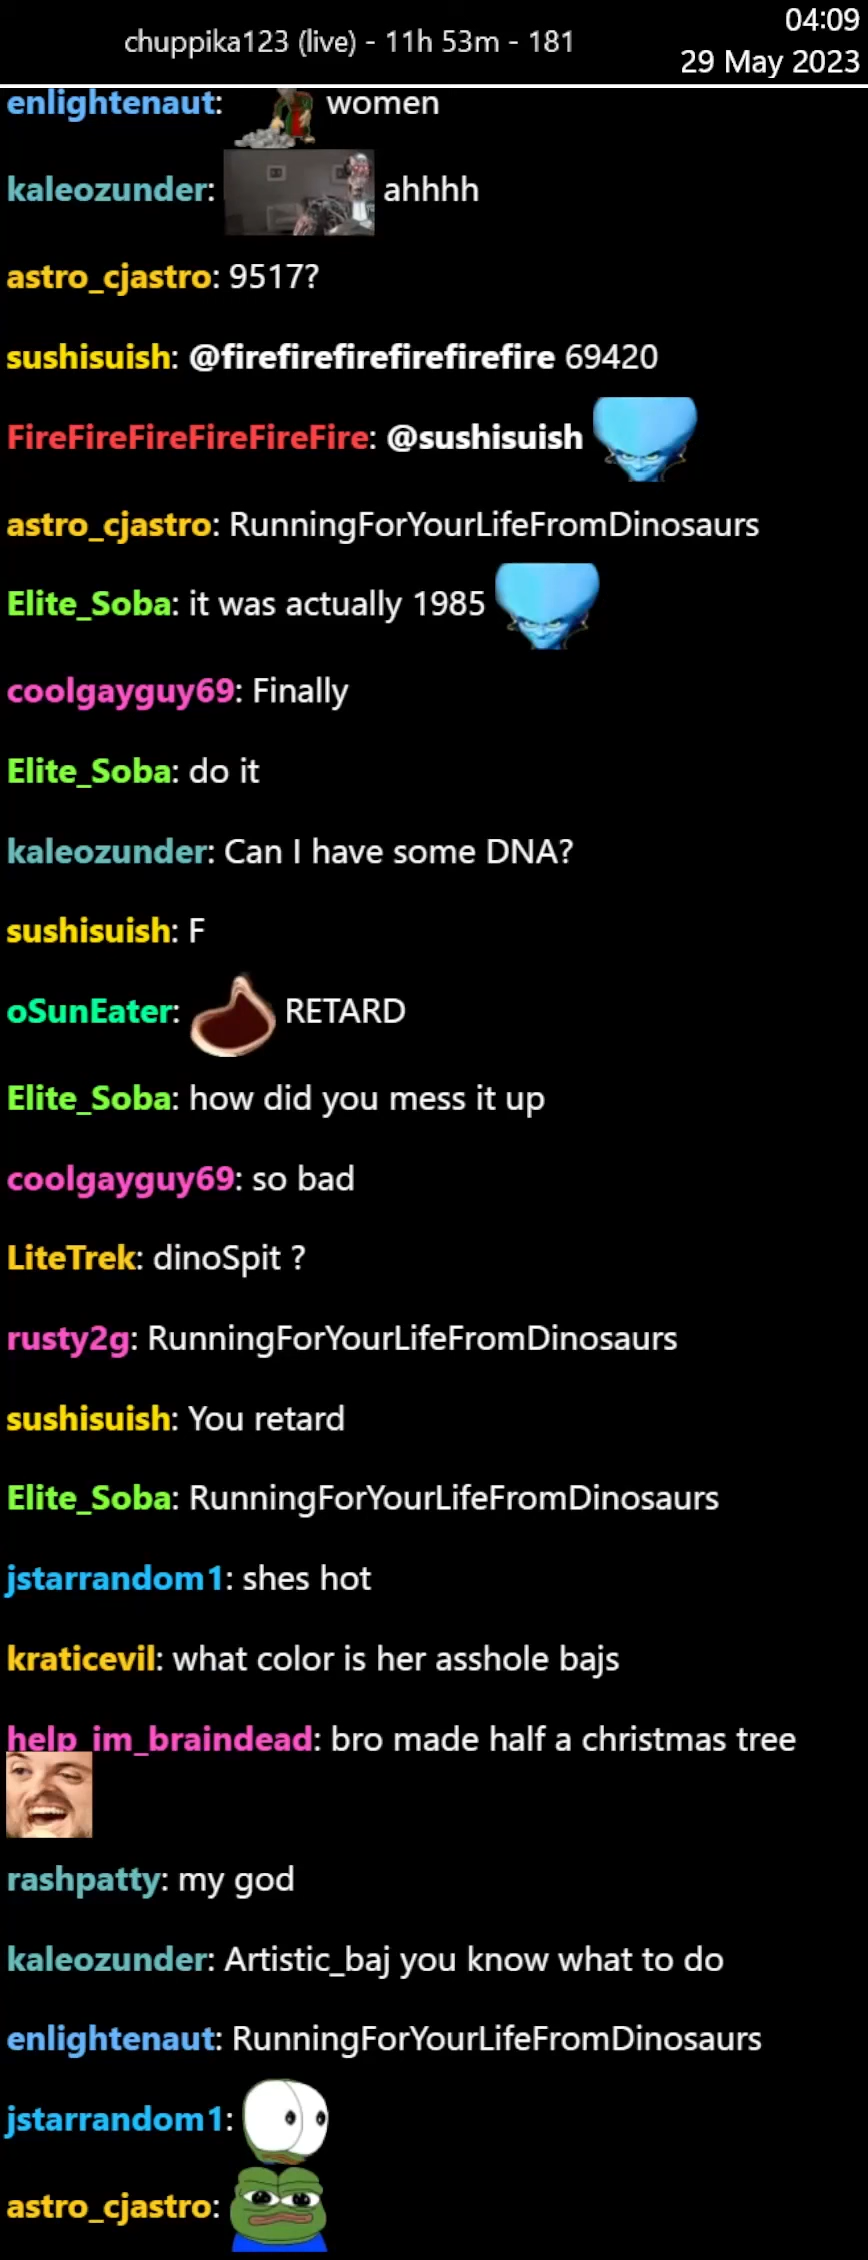 04:09
chuppika123 (live) - 11h 53m - 181
29 May 2023
enlightenaut: women
kaleozunder: ahhhh
astro_cjastro: 9517?
sushisuish: @firefirefirefirefirefire 69420
FireFireFireFireFireFire: @sushisuish
astro_cjastro: RunningForYourLifeFromDinosaurs
Elite_Soba: it was actually 1985
coolgayguy69: Finally
Elite_Soba: do it
kaleozunder: Can I have some DNA?
sushisuish: F
oSunEater: RETARD
Elite_Soba: how did you mess it up
coolgayguy69: so bad
LiteTrek: dinoSpit ?
rusty2g: RunningForYourLifeFromDinosaurs
sushisuish: You retard
Elite_Soba: RunningForYourLifeFromDinosaurs
jstarrandom1: shes hot
kraticevil: what color is her asshole bajs
help_im_braindead: bro made half a christmas tree
rashpatty: my god
kaleozunder: Artistic_baj you know what to do
enlightenaut: RunningForYourLifeFromDinosaurs
jstarrandom1:
astro_cjastro: